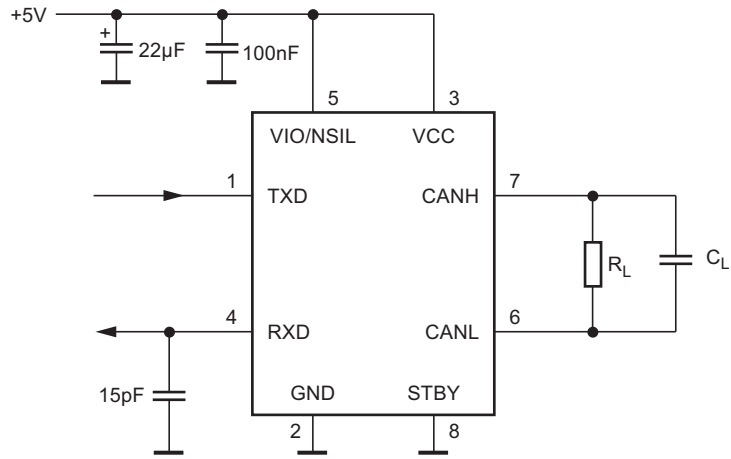 +5V
+
22µF
100nF
5
3
VIO/NSIL
VCC
1
7
TXD
CANH
RL
CL
4
6
RXD
CANL
15pF
GND
STBY
2
8